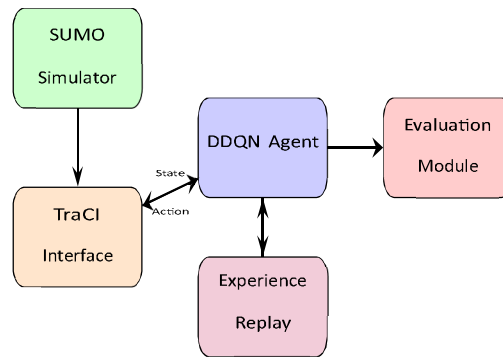 SUMO
Simulator
DDQN Agent
Evaluation
Module
State
Action
TraCI
Interface
Experience
Replay